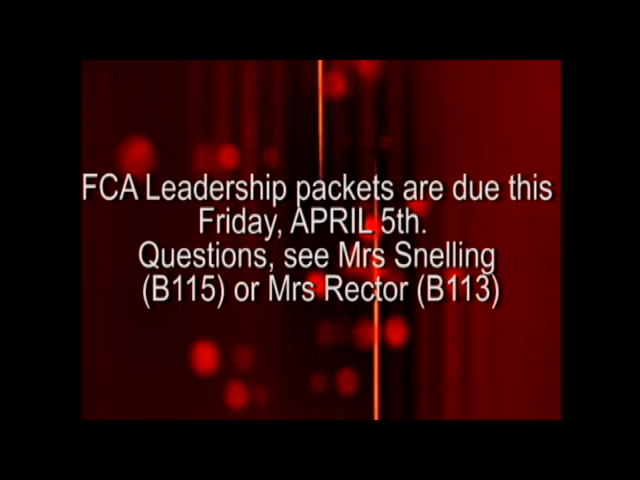 FCA Leadership packets are due this
Friday, APRIL 5th.
Questions, see Mrs Snelling
(B115) or Mrs Rector (B113)